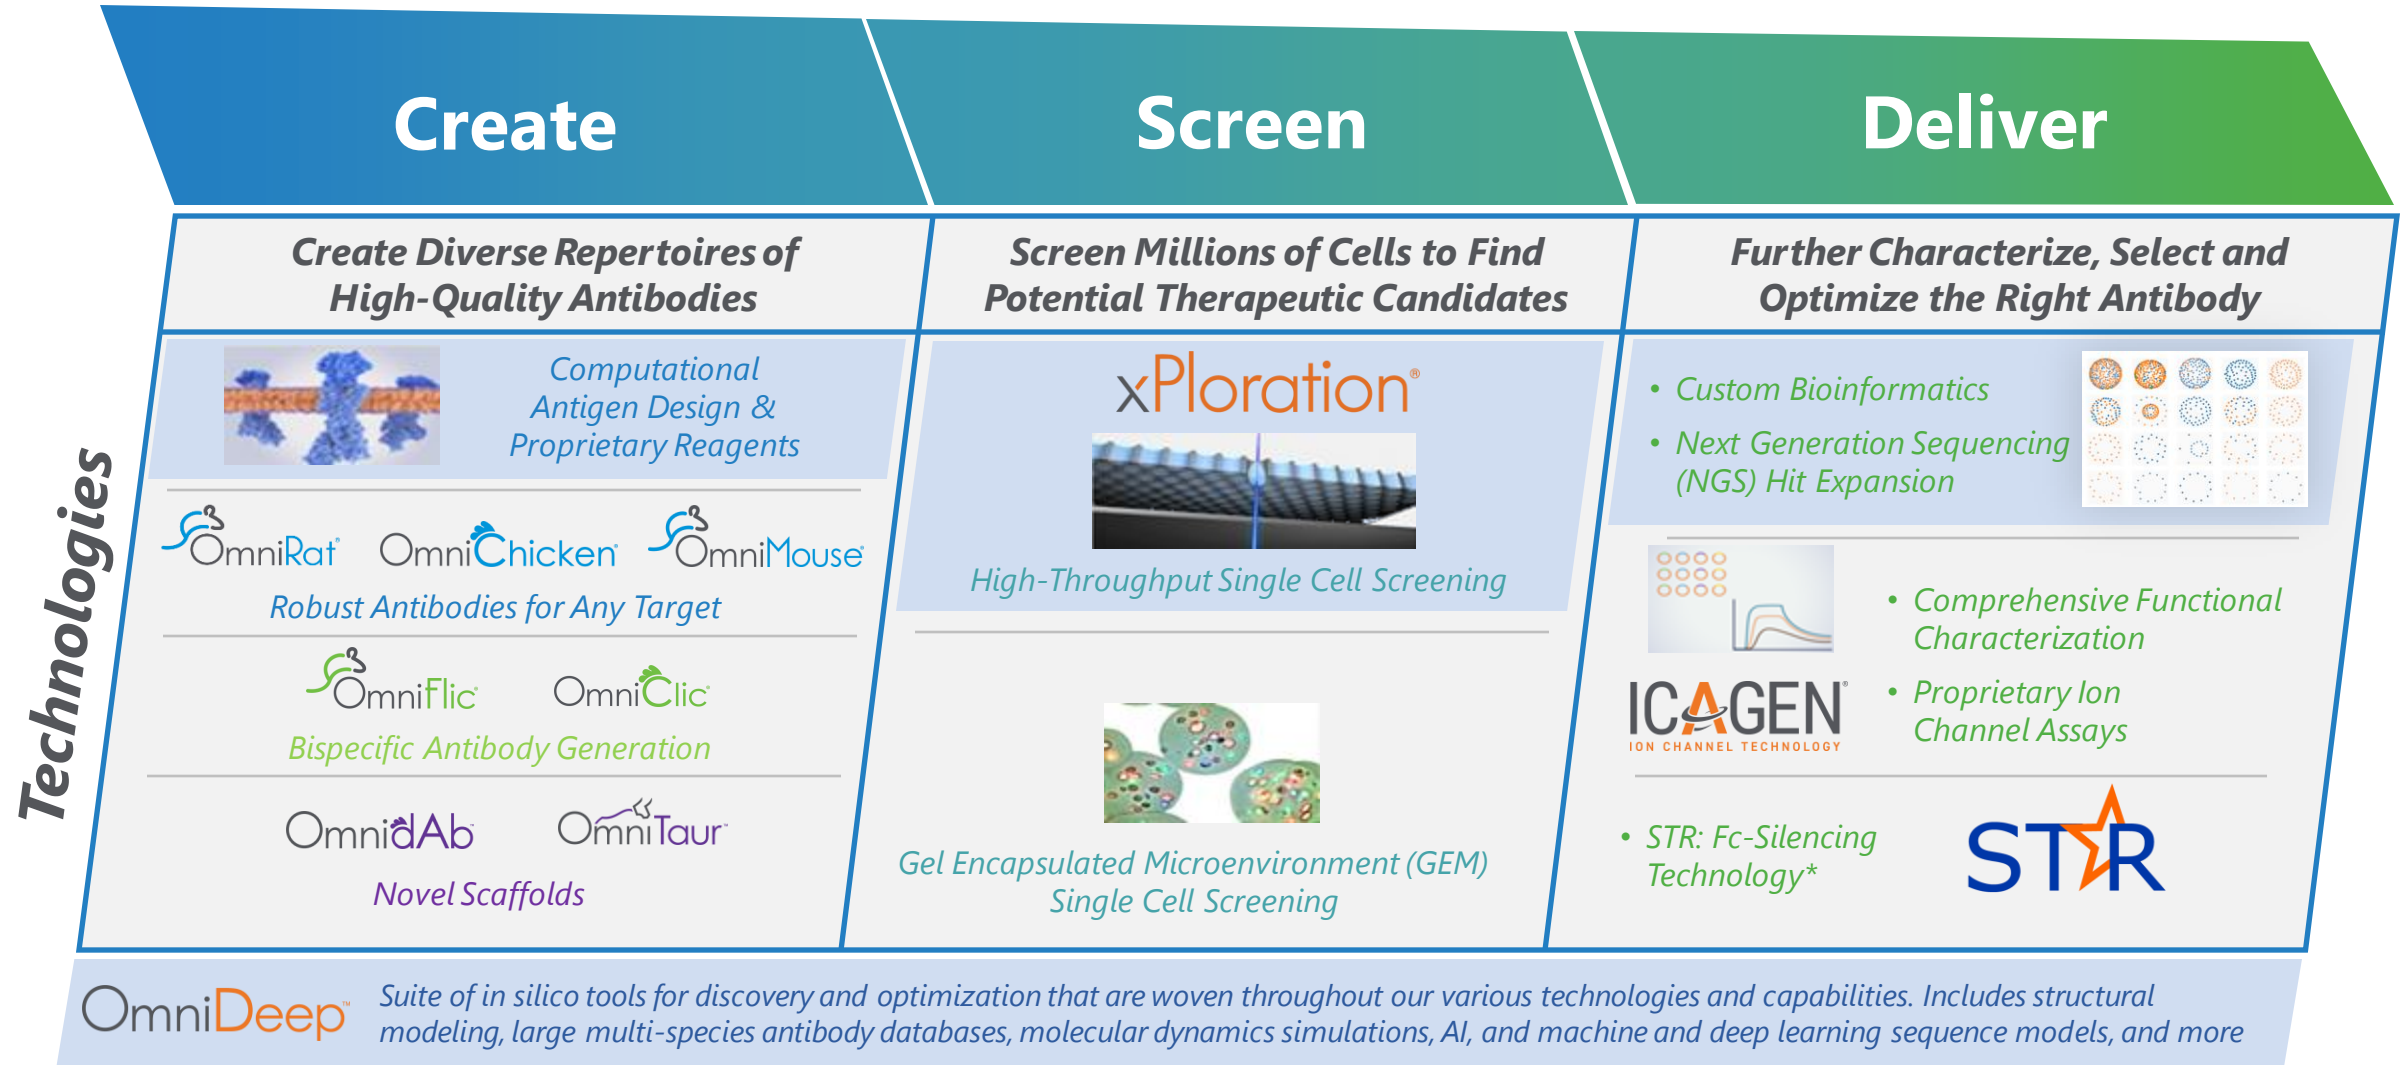 Create
Screen
Deliver
Technologies
Create Diverse Repertoires of
High-Quality Antibodies
Computational
Antigen Design &
Proprietary Reagents
OmniRat®
OmniChicken®
OmniMouse®
Robust Antibodies for Any Target
OmniFlic®
OmniClic®
Bispecific Antibody Generation
OmnidAb™
OmniTaur™
Novel Scaffolds
Screen Millions of Cells to Find
Potential Therapeutic Candidates
xPloration®
High-Throughput Single Cell Screening
Gel Encapsulated Microenvironment (GEM)
Single Cell Screening
Further Characterize, Select and
Optimize the Right Antibody
• Custom Bioinformatics
• Next Generation Sequencing
(NGS) Hit Expansion
• Comprehensive Functional
Characterization
ICAGEN®
ION CHANNEL TECHNOLOGY
• Proprietary Ion
Channel Assays
• STR: Fc-Silencing
Technology*
STR
OmniDeep™
Suite of in silico tools for discovery and optimization that are woven throughout our various technologies and capabilities. Includes structural
modeling, large multi-species antibody databases, molecular dynamics simulations, AI, and machine and deep learning sequence models, and more